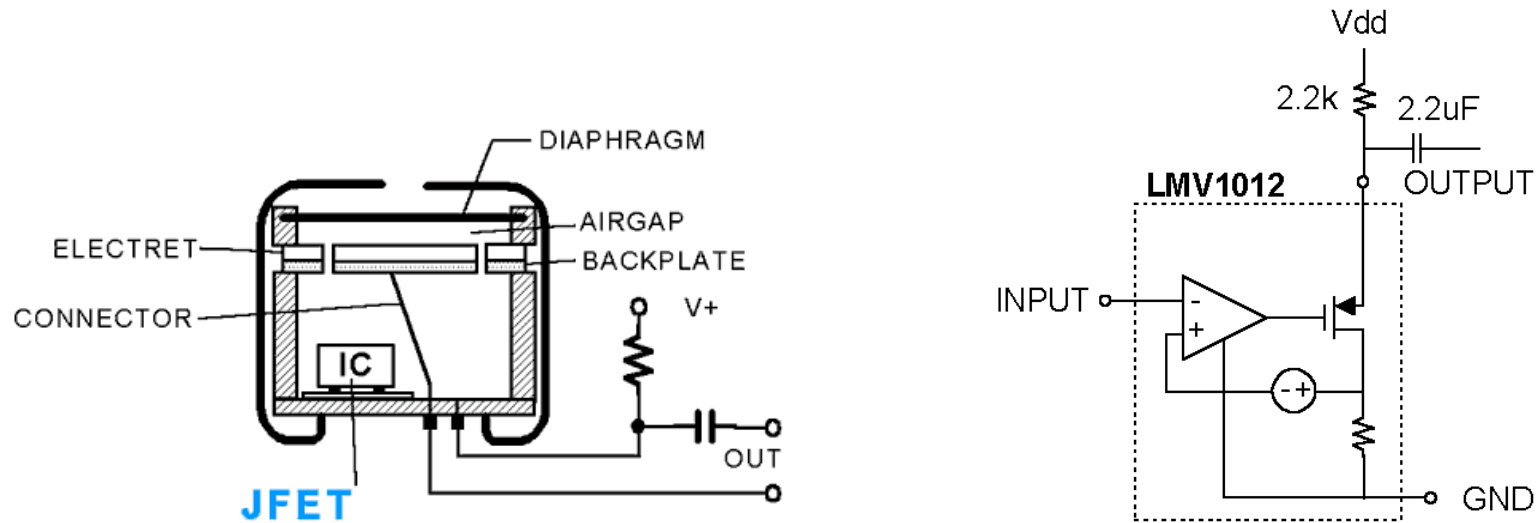 DIAPHRAGM
AIRGAP
ELECTRET
BACKPLATE
CONNECTOR
V+
IC
OUT
JFET
Vdd
2.2k
2.2uF
LMV1012
OUTPUT
INPUT
-
+
- +
GND